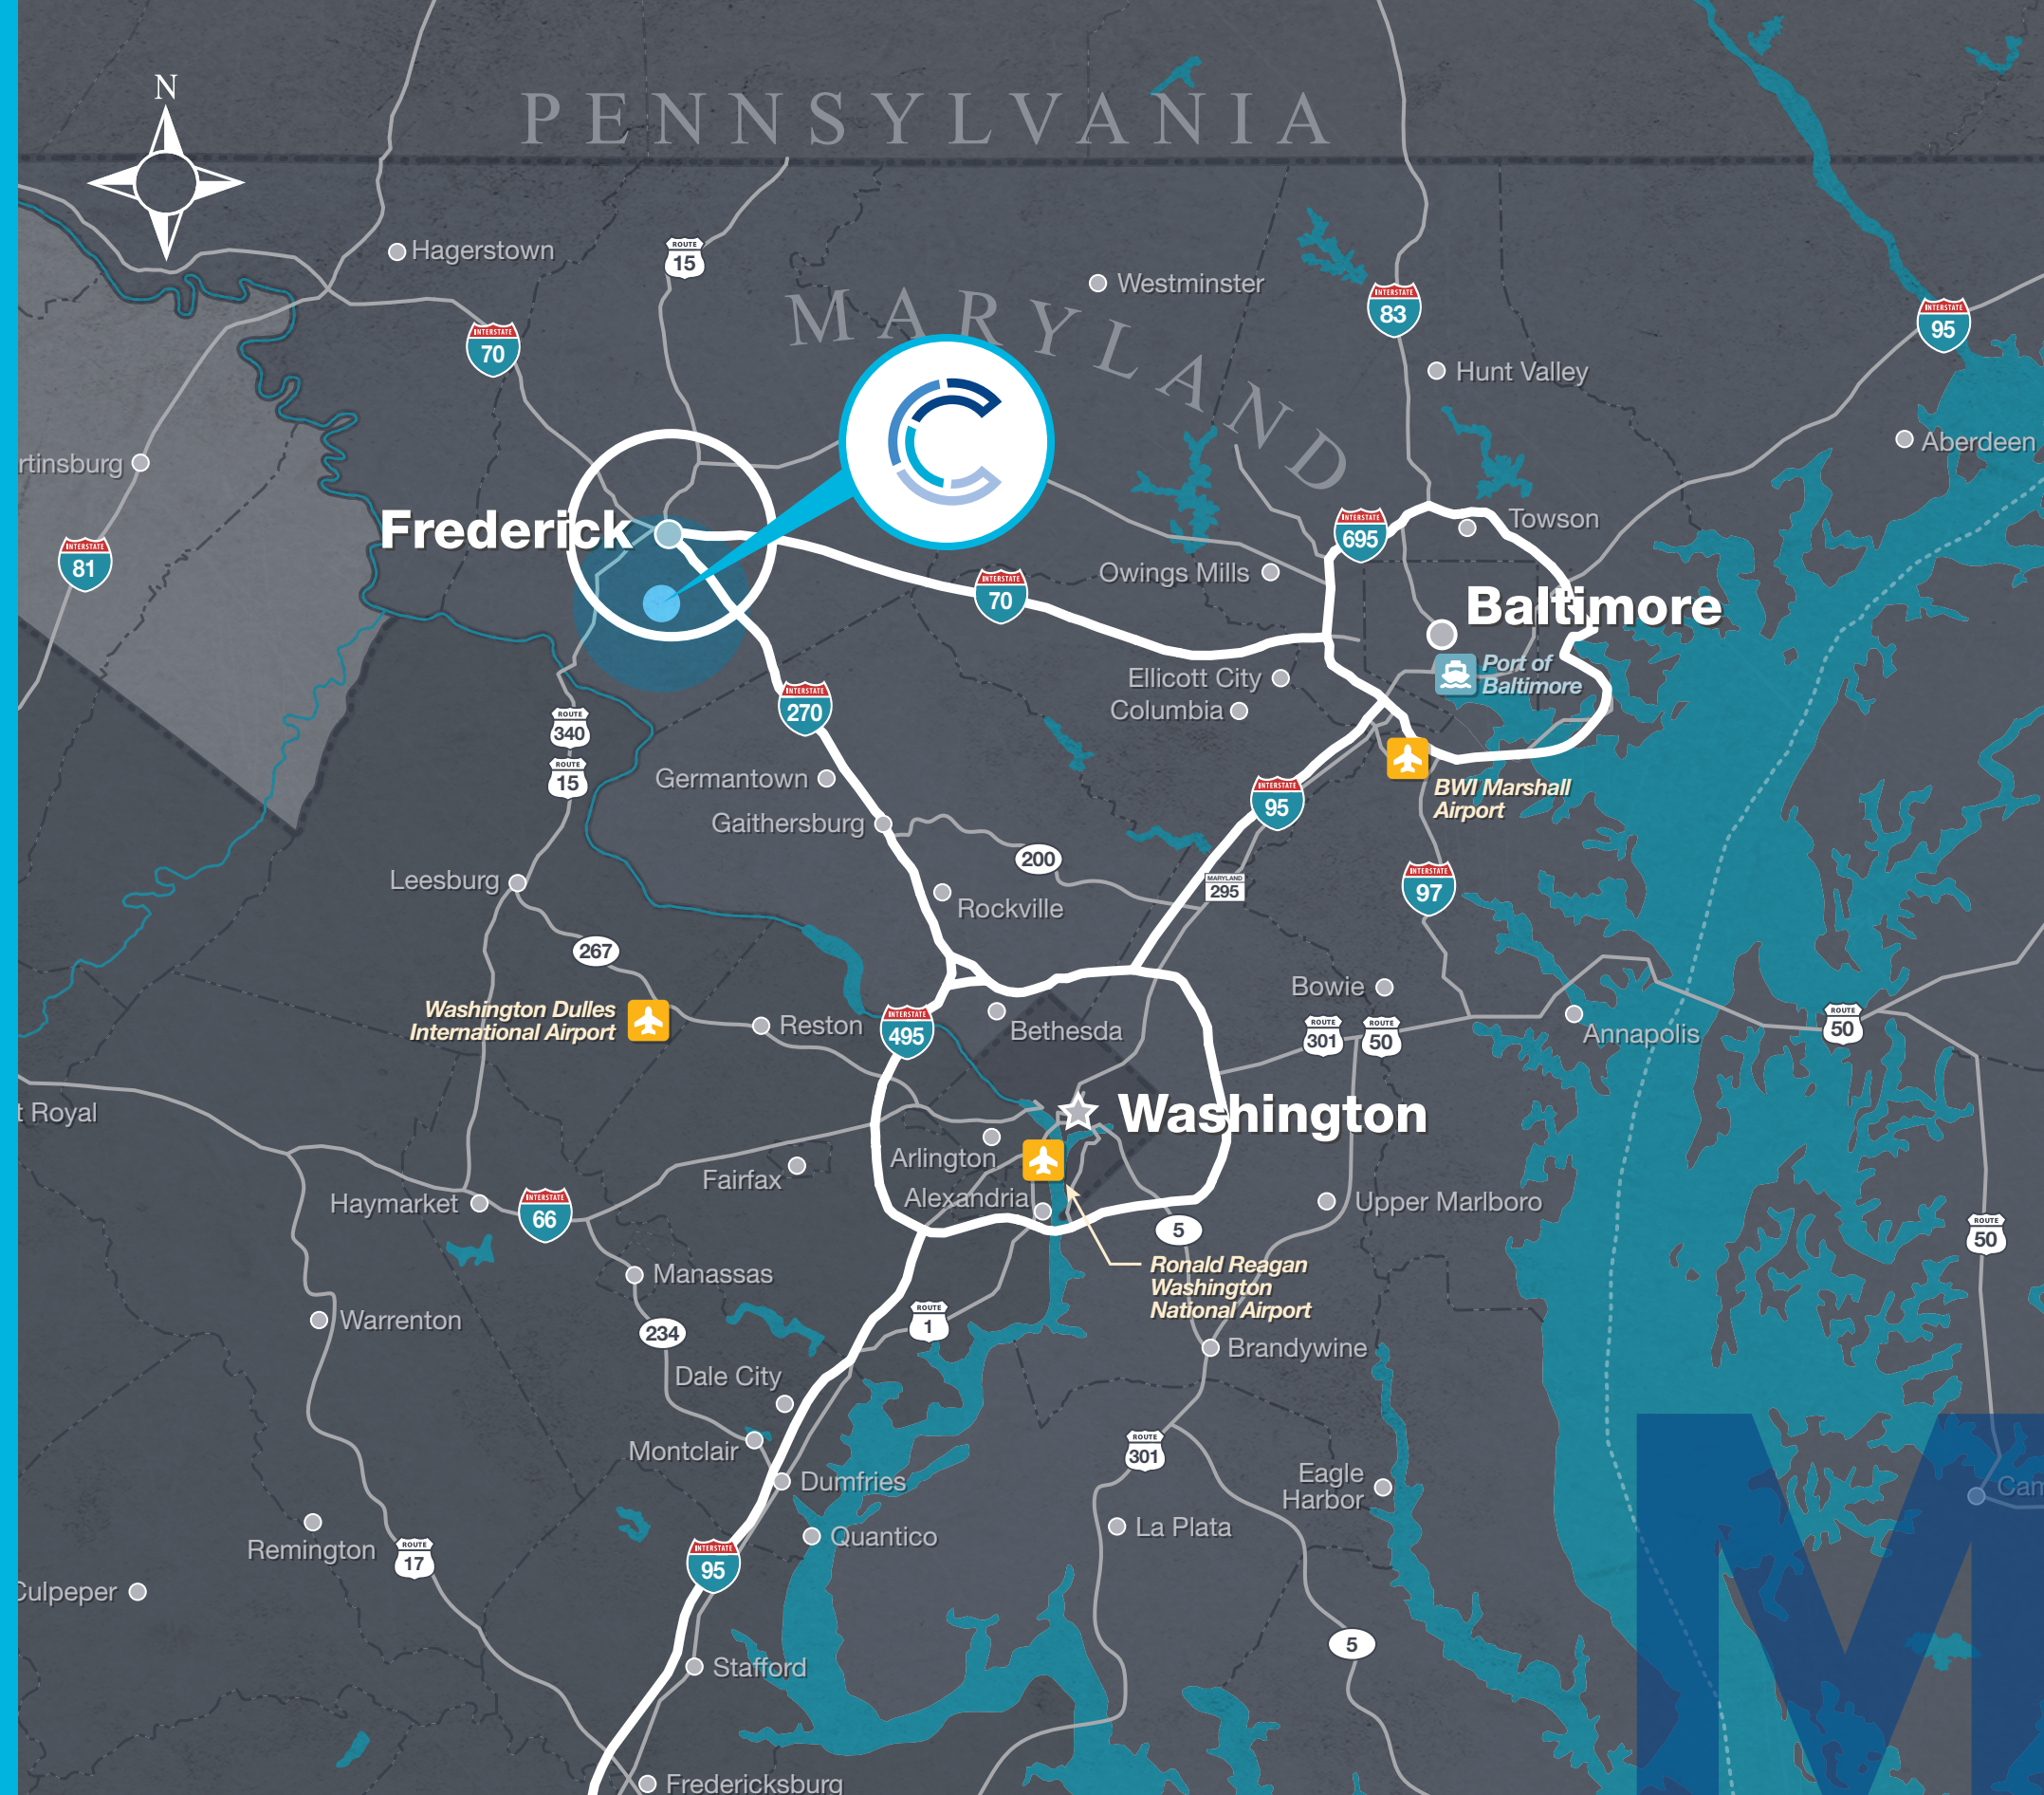 N
PENNSYLVANIA
Hagerstown
ROUTE
15
Westminster
MARYLAND
INTERSTATE
83
INTERSTATE
95
INTERSTATE
70
Hunt Valley
Aberdeen
rtinsburg
Frederick
INTERSTATE
695
Towson
INTERSTATE
81
Owings Mills
INTERSTATE
70
Baltimore
Port of
Baltimore
Ellicott City
Columbia
INTERSTATE
270
ROUTE
340
ROUTE
15
Germantown
BWI Marshall
Airport
INTERSTATE
95
Gaithersburg
200
MARYLAND
295
INTERSTATE
97
Leesburg
Rockville
267
Bowie
Washington Dulles
International Airport
Reston
INTERSTATE
495
Bethesda
ROUTE
301
ROUTE
50
Annapolis
ROUTE
50
t Royal
Washington
Arlington
Fairfax
Alexandria
Haymarket
INTERSTATE
66
Upper Marlboro
5
ROUTE
50
Ronald Reagan
Washington
National Airport
Manassas
Warrenton
234
ROUTE
1
Brandywine
Dale City
Montclair
ROUTE
301
Dumfries
Eagle
Harbor
Cam
La Plata
Quantico
Remington
ROUTE
17
INTERSTATE
95
Culpeper
5
Stafford
Fredericksburg
M